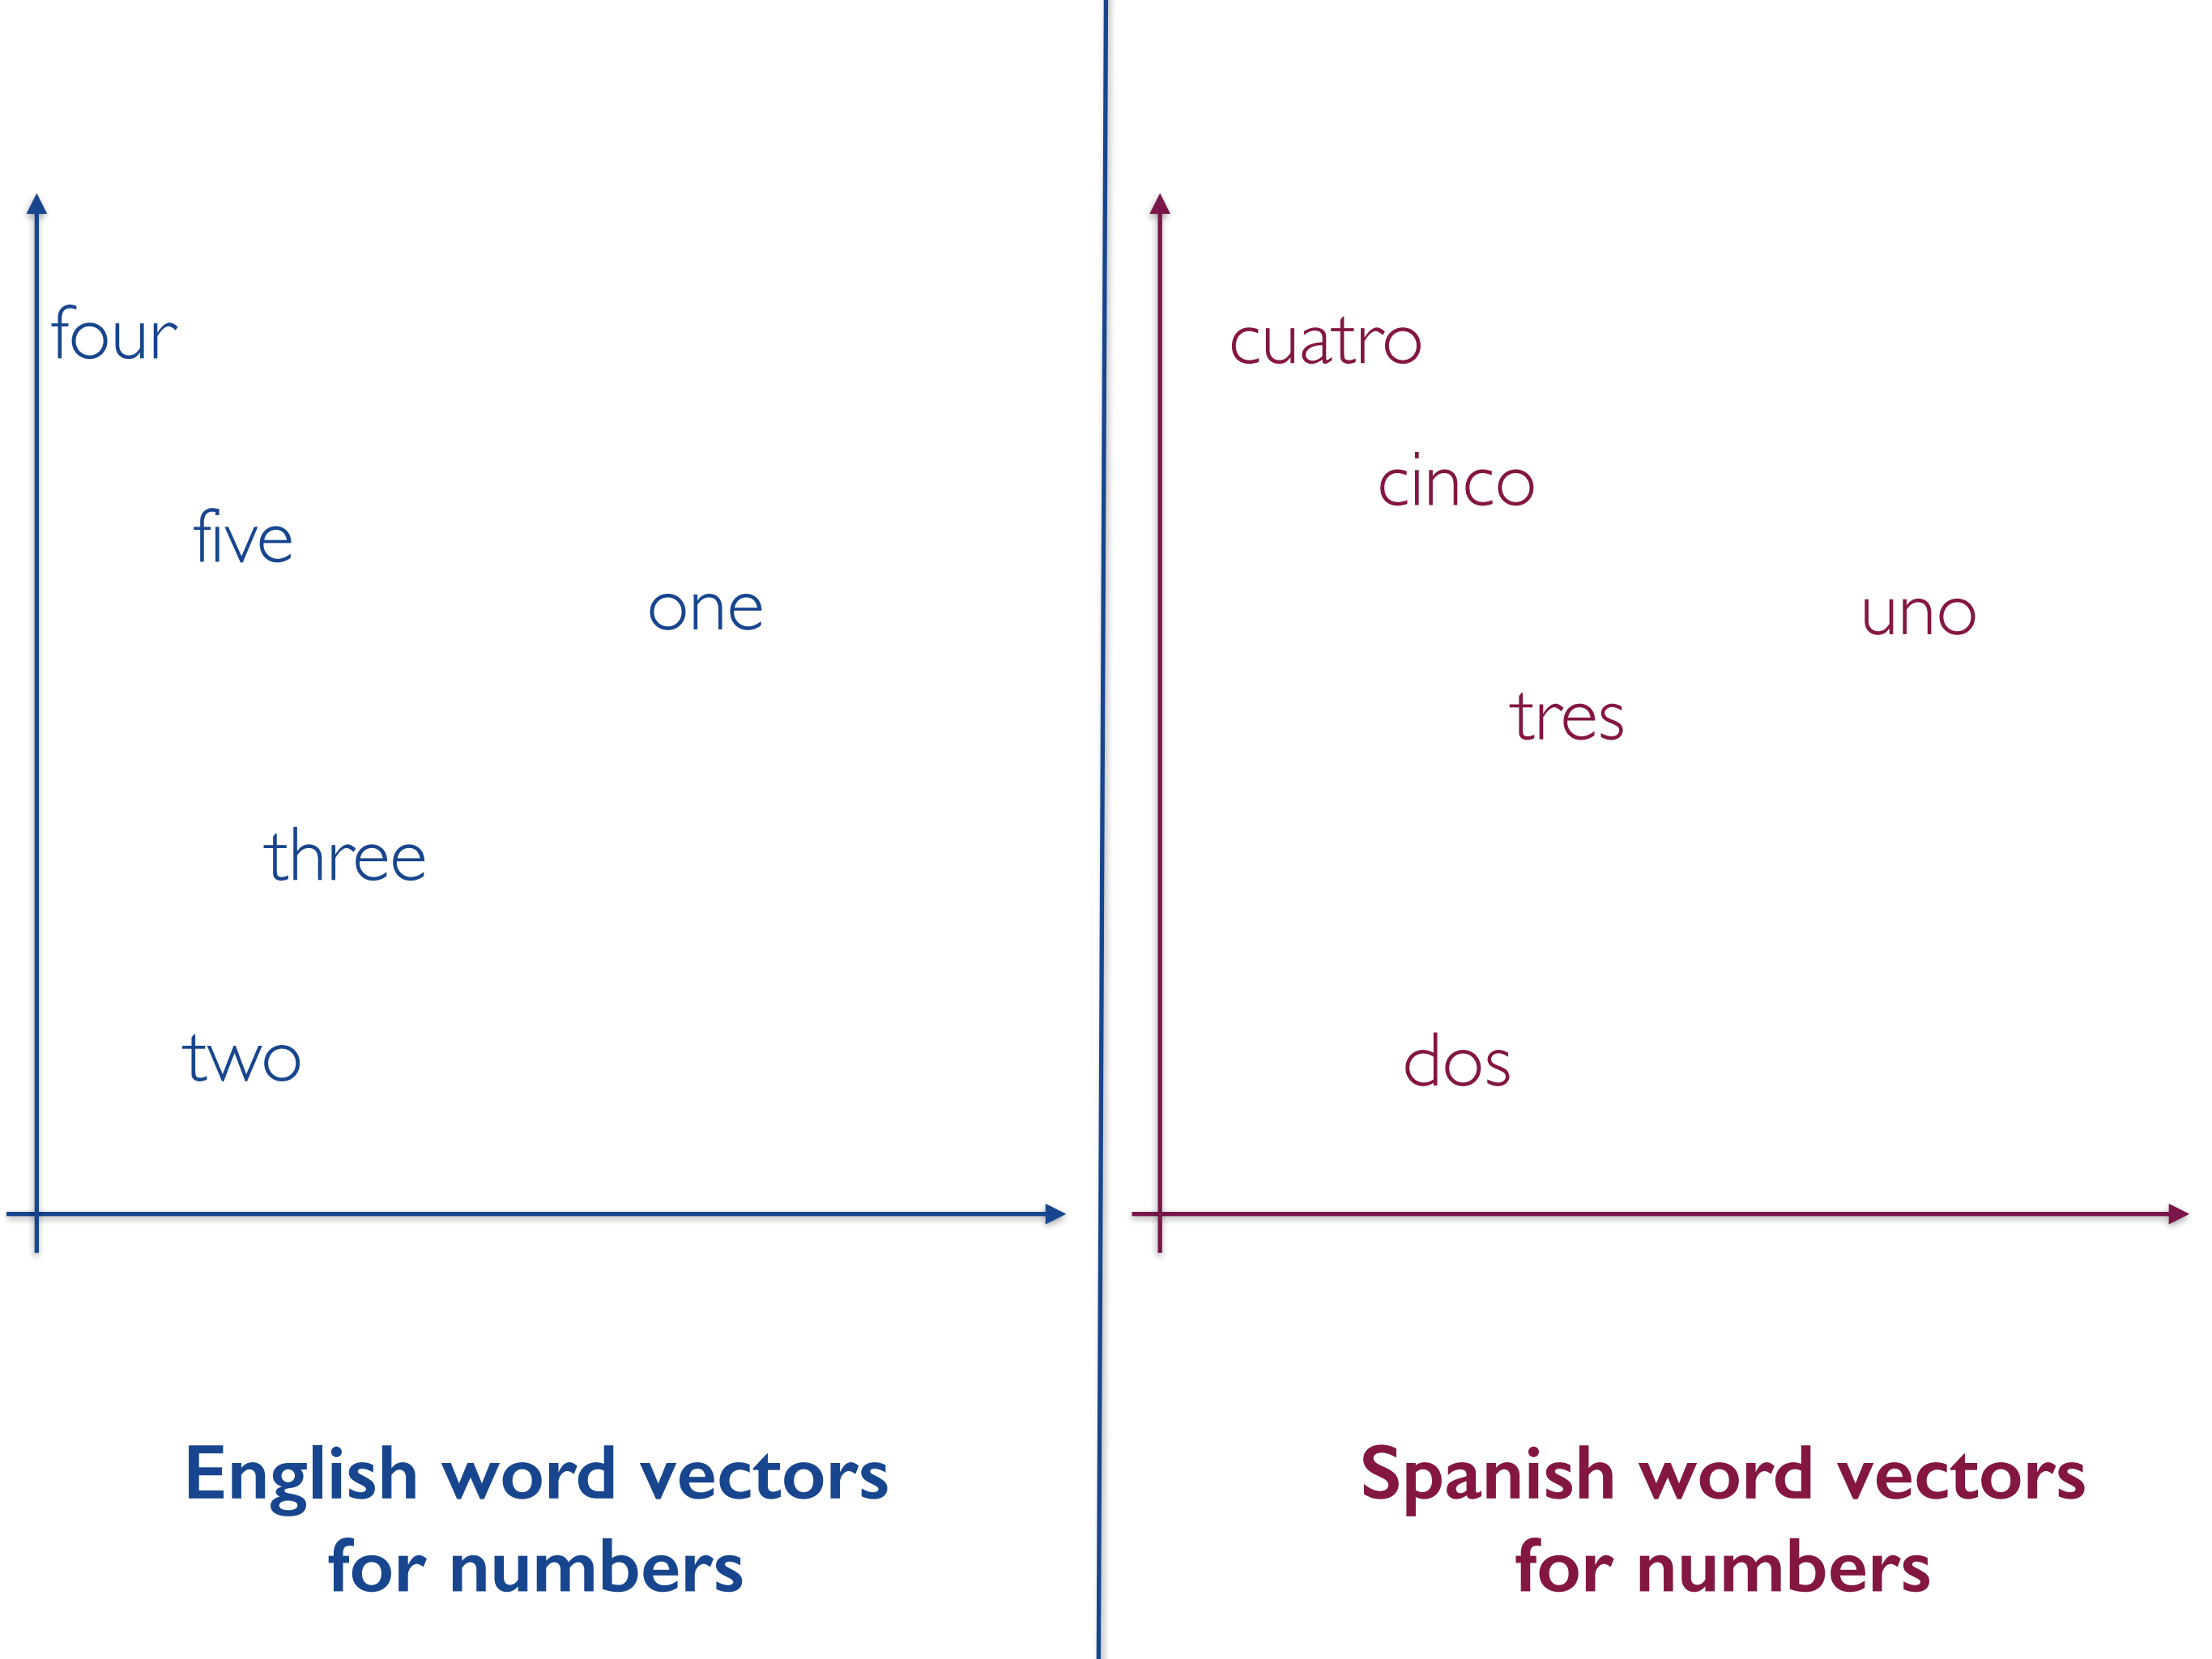 four
five
one
three
two
English word vectors
for numbers
cuatro
cinco
uno
tres
dos
Spanish word vectors
for numbers